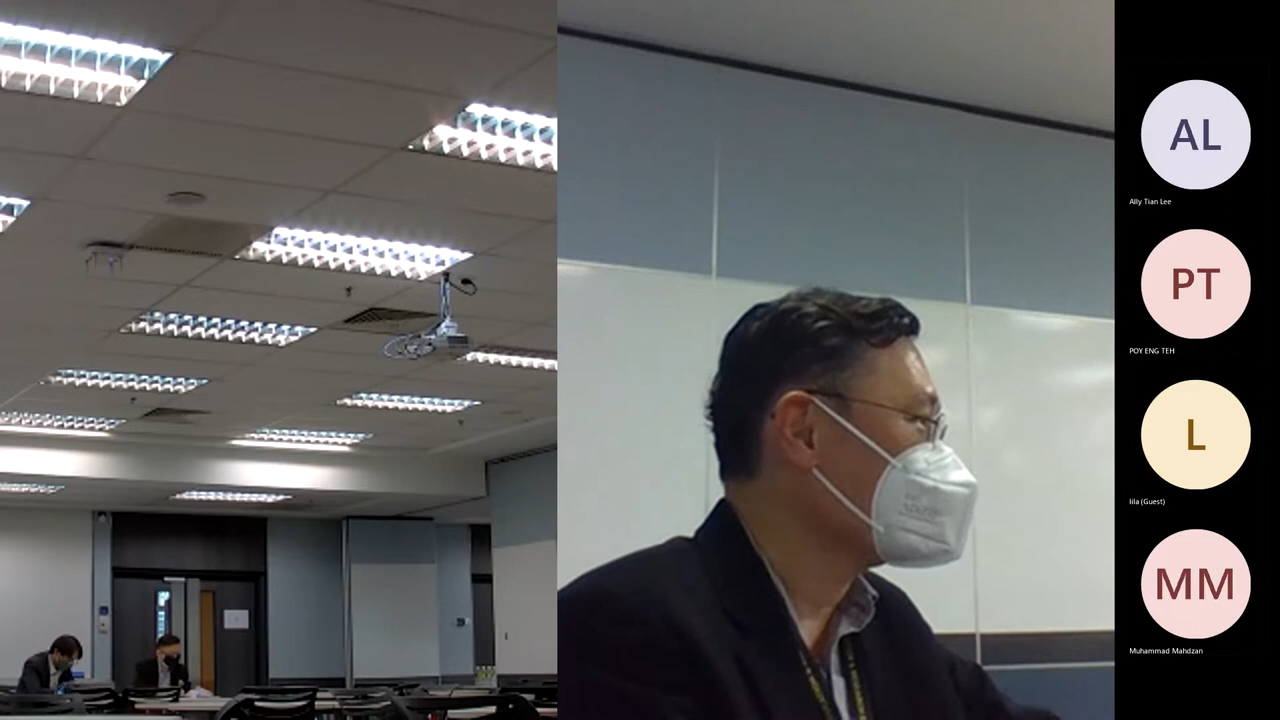 AL
Ally Tian Lee
PT
POY ENG TEH
L
lila (Guest)
MM
Muhammad Mahdzan